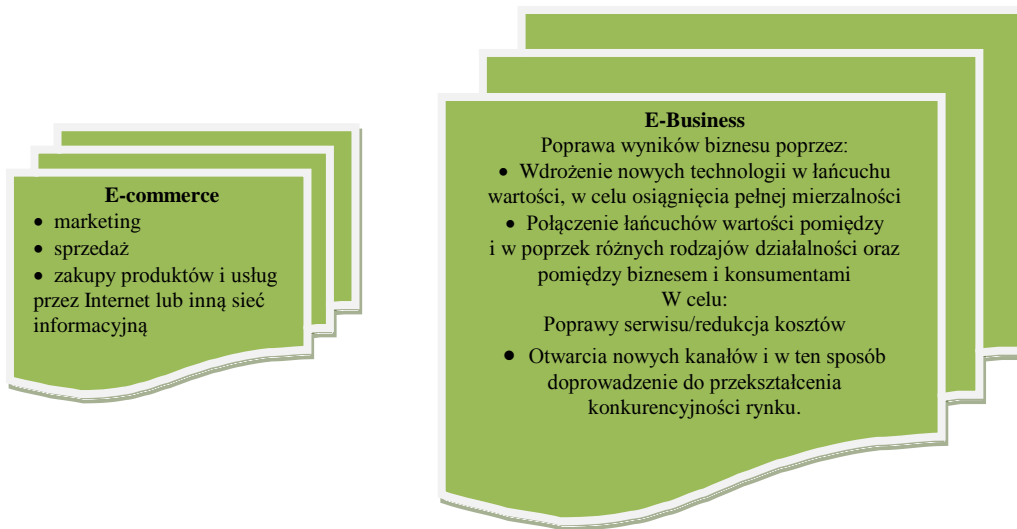 E-commerce
• marketing
• sprzedaż
• zakupy produktów i usług
przez Internet lub inną sieć
informacyjną
E-Business
Poprawa wyników biznesu poprzez:
• Wdrożenie nowych technologii w łańcuchu
wartości, w celu osiągnięcia pełnej mierzalności
• Połączenie łańcuchów wartości pomiędzy
i w poprzek różnych rodzajów działalności oraz
pomiędzy biznesem i konsumentami
W celu:
Poprawy serwisu/redukcja kosztów
• Otwarcia nowych kanałów i w ten sposób
doprowadzenie do przekształcenia
konkurencyjności rynku.